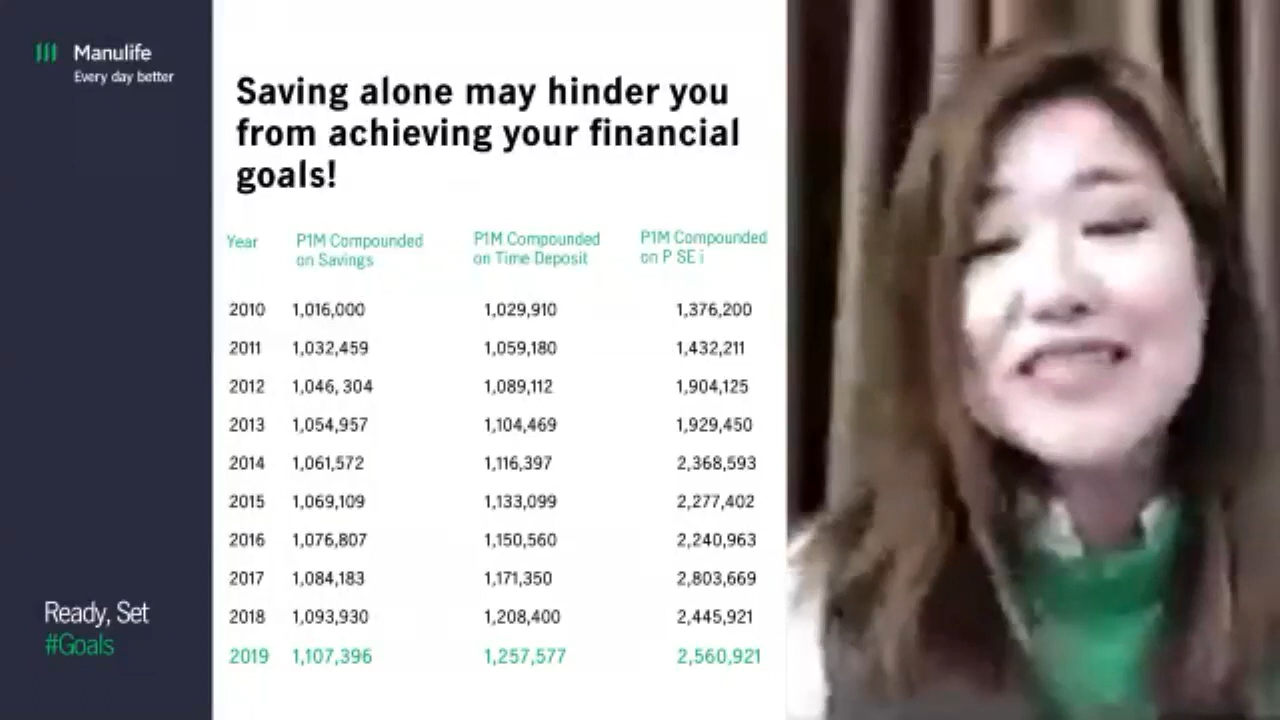 Manulife
Every day better
Saving alone may hinder you
from achieving your financial
goals!
Year P1M Compounded on Savings P1M Compounded on Time Deposit P1M Compounded on P SE i
2010 1,016,000 1,029,910 1,376,200
2011 1,032,459 1,059,180 1,432,211
2012 1,046, 304 1,089,112 1,904,125
2013 1,054,957 1,104,469 1,929,450
2014 1,061,572 1,116,397 2,368,593
2015 1,069,109 1,133,099 2,277,402
2016 1,076,807 1,150,560 2,240,963
2017 1,084,183 1,171,350 2,803,669
2018 1,093,930 1,208,400 2,445,921
2019 1,107,396 1,257,577 2,560,921
Ready, Set
#Goals